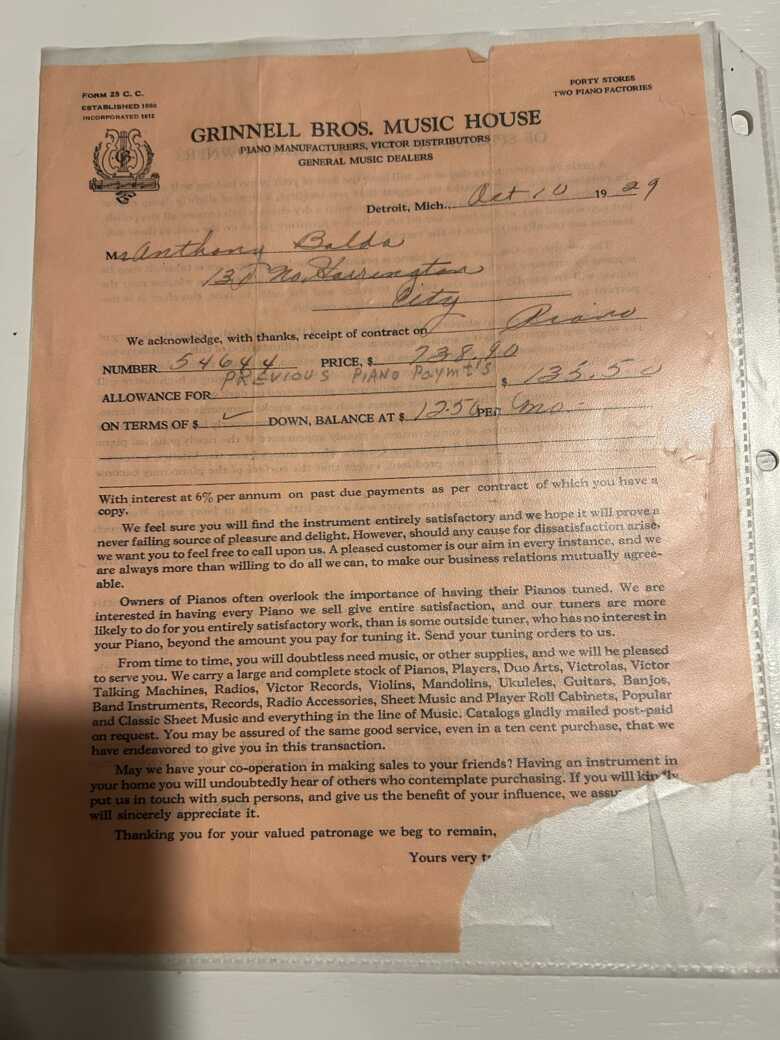 FORM 25 C. C.
ESTABLISHED 1880
INCORPORATED 1912
FORTY STORES
TWO PIANO FACTORIES
GRINNELL BROS. MUSIC HOUSE
PIANO MANUFACTURERS, VICTOR DISTRIBUTORS
GENERAL MUSIC DEALERS
Detroit, Mich., Oct 10 1929
M Anthony Balda
No. Harrington
City
We acknowledge, with thanks, receipt of contract on Piano
NUMBER 54644 PRICE, $ 738.90
PREVIOUS PIANO PAYMT'S
ALLOWANCE FOR $ 135.50
ON TERMS OF $ ✓ DOWN, BALANCE AT $ 12.50 PER Mo-
With interest at 6% per annum on past due payments as per contract of which you have a
copy.
We feel sure you will find the instrument entirely satisfactory and we hope it will prove a
never failing source of pleasure and delight. However, should any cause for dissatisfaction arise,
we want you to feel free to call upon us. A pleased customer is our aim in every instance, and we
are always more than willing to do all we can, to make our business relations mutually agree-
able.
Owners of Pianos often overlook the importance of having their Pianos tuned. We are
interested in having every Piano we sell give entire satisfaction, and our tuners are more
likely to do for you entirely satisfactory work, than is some outside tuner, who has no interest in
your Piano, beyond the amount you pay for tuning it. Send your tuning orders to us.
From time to time, you will doubtless need music, or other supplies, and we will be pleased
to serve you. We carry a large and complete stock of Pianos, Players, Duo Arts, Victrolas, Victor
Talking Machines, Radios, Victor Records, Violins, Mandolins, Ukuleles, Guitars, Banjos,
Band Instruments, Records, Radio Accessories, Sheet Music and Player Roll Cabinets, Popular
and Classic Sheet Music and everything in the line of Music. Catalogs gladly mailed post-paid
on request. You may be assured of the same good service, even in a ten cent purchase, that we
have endeavored to give you in this transaction.
May we have your co-operation in making sales to your friends? Having an instrument in
your home you will undoubtedly hear of others who contemplate purchasing. If you will kindly
put us in touch with such persons, and give us the benefit of your influence, we assu
will sincerely appreciate it.
Thanking you for your valued patronage we beg to remain,
Yours very t